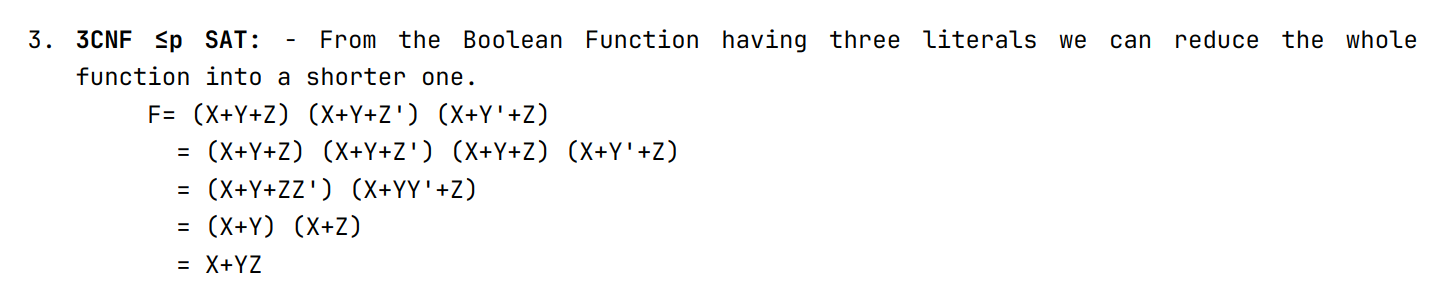 3. 3CNF ≤p SAT: - From the Boolean Function having three literals we can reduce the whole
function into a shorter one.
F= (X+Y+Z) (X+Y+Z') (X+Y'+Z)
= (X+Y+Z) (X+Y+Z') (X+Y+Z) (X+Y'+Z)
= (X+Y+ZZ') (X+YY'+Z)
= (X+Y) (X+Z)
= X+YZ